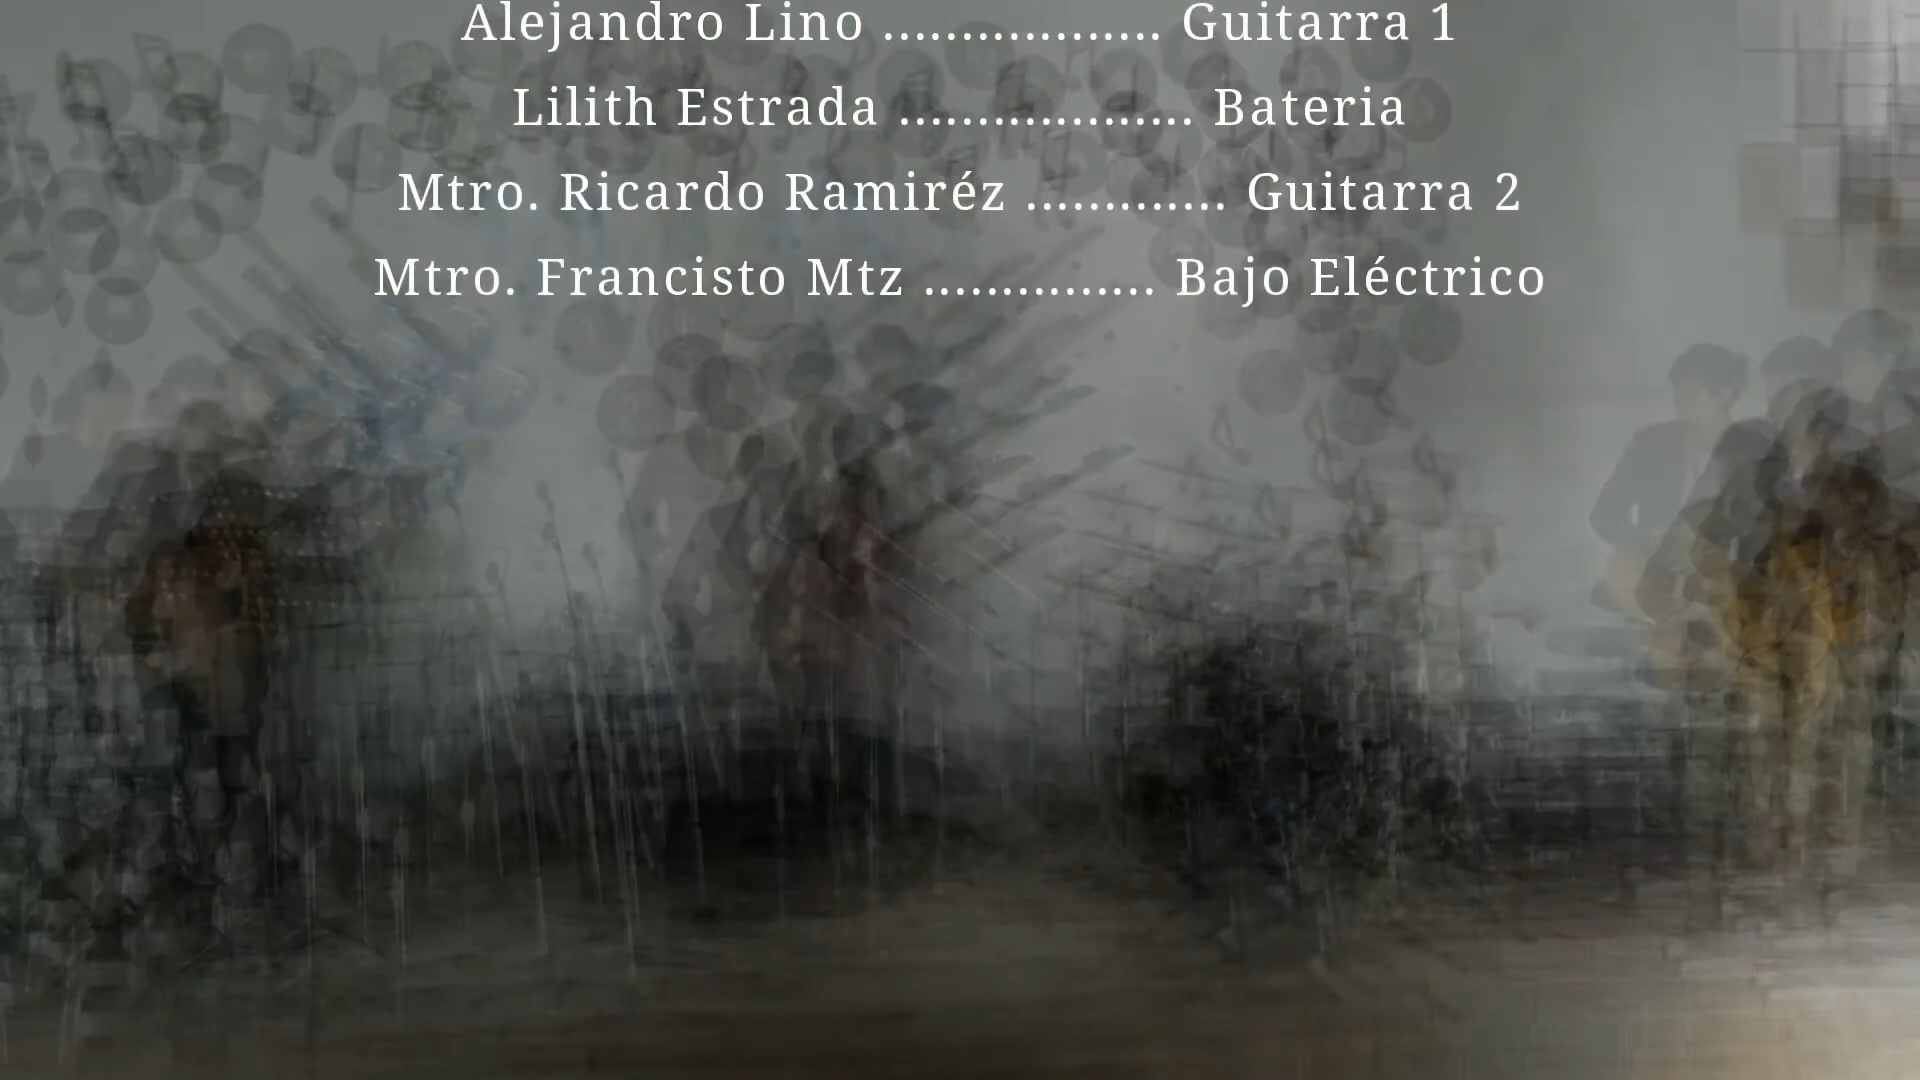 Alejandro Lino .................. Guitarra 1
Lilith Estrada ................... Bateria
Mtro. Ricardo Ramiréz ............. Guitarra 2
Mtro. Francisto Mtz ............... Bajo Eléctrico